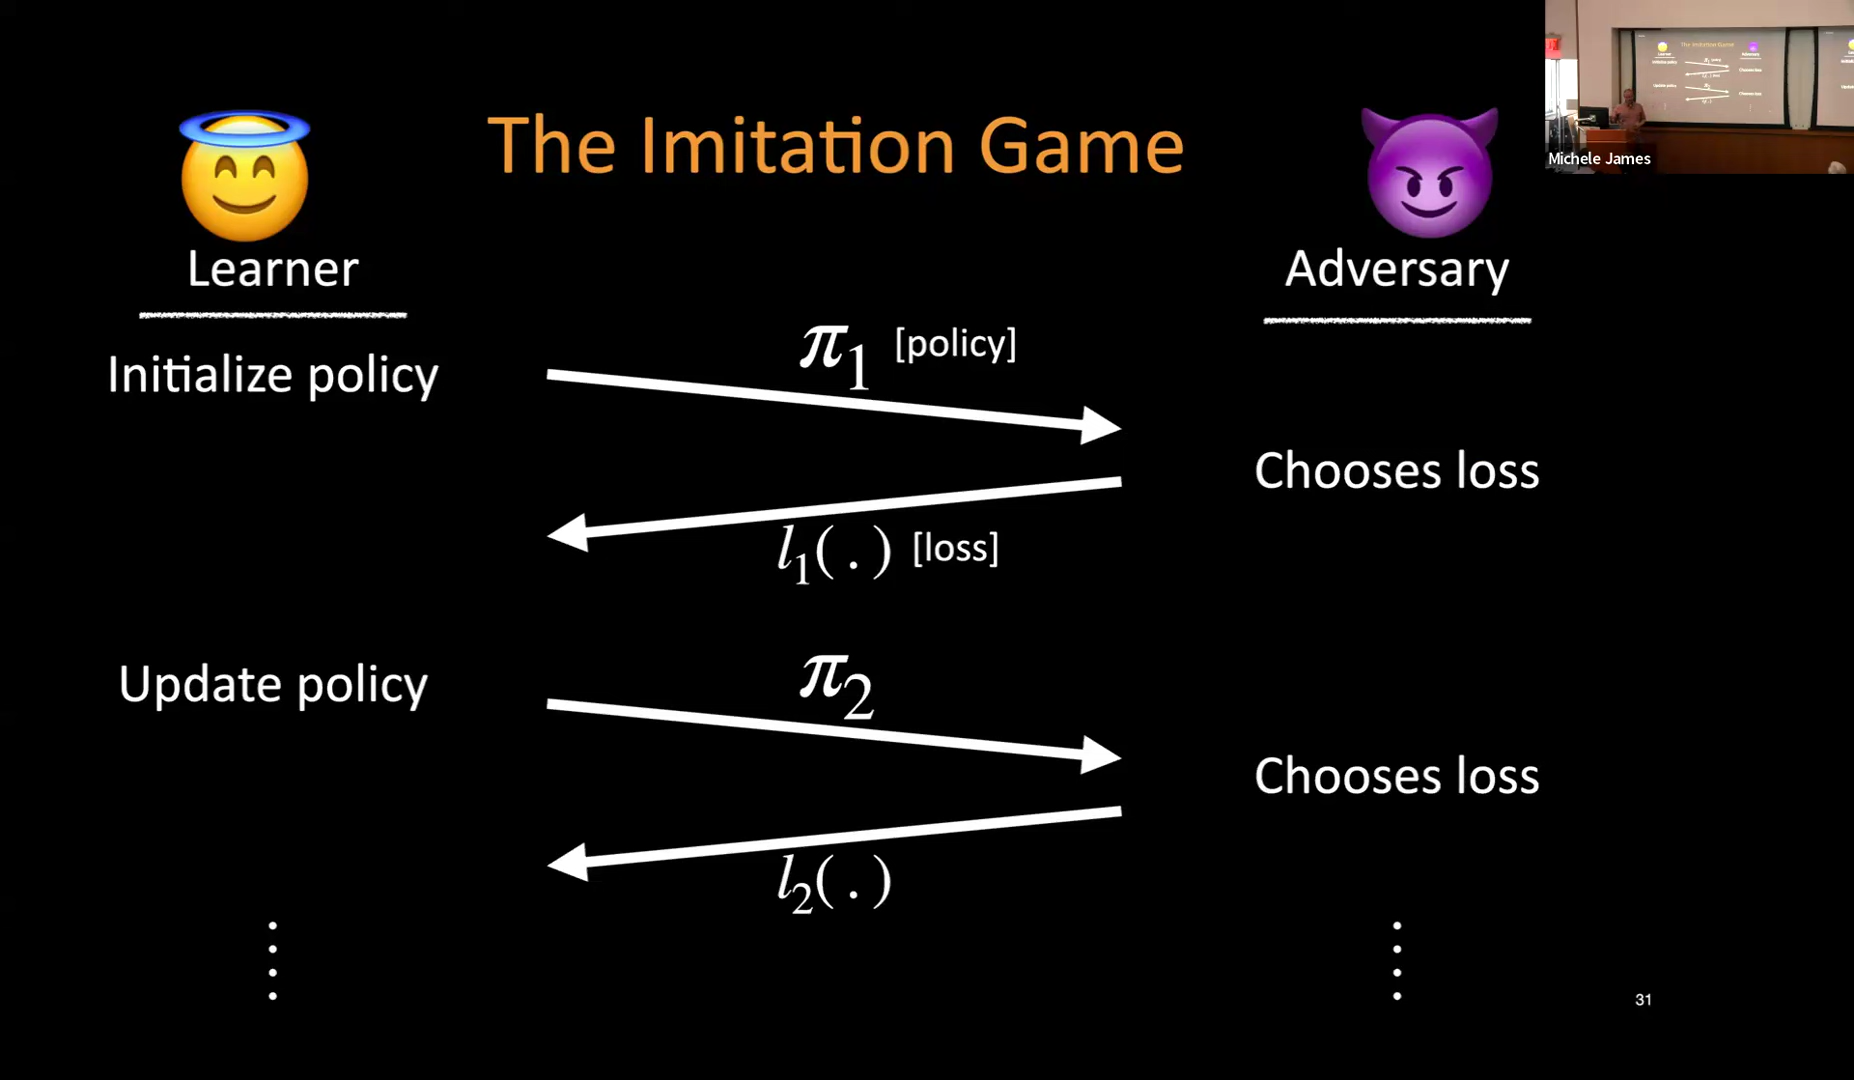 The Imitation Game
Learner
Adversary
Michele James
Initialize policy
π1 [policy]
Chooses loss
l1(.) [loss]
Update policy
π2
Chooses loss
l2(.)
31